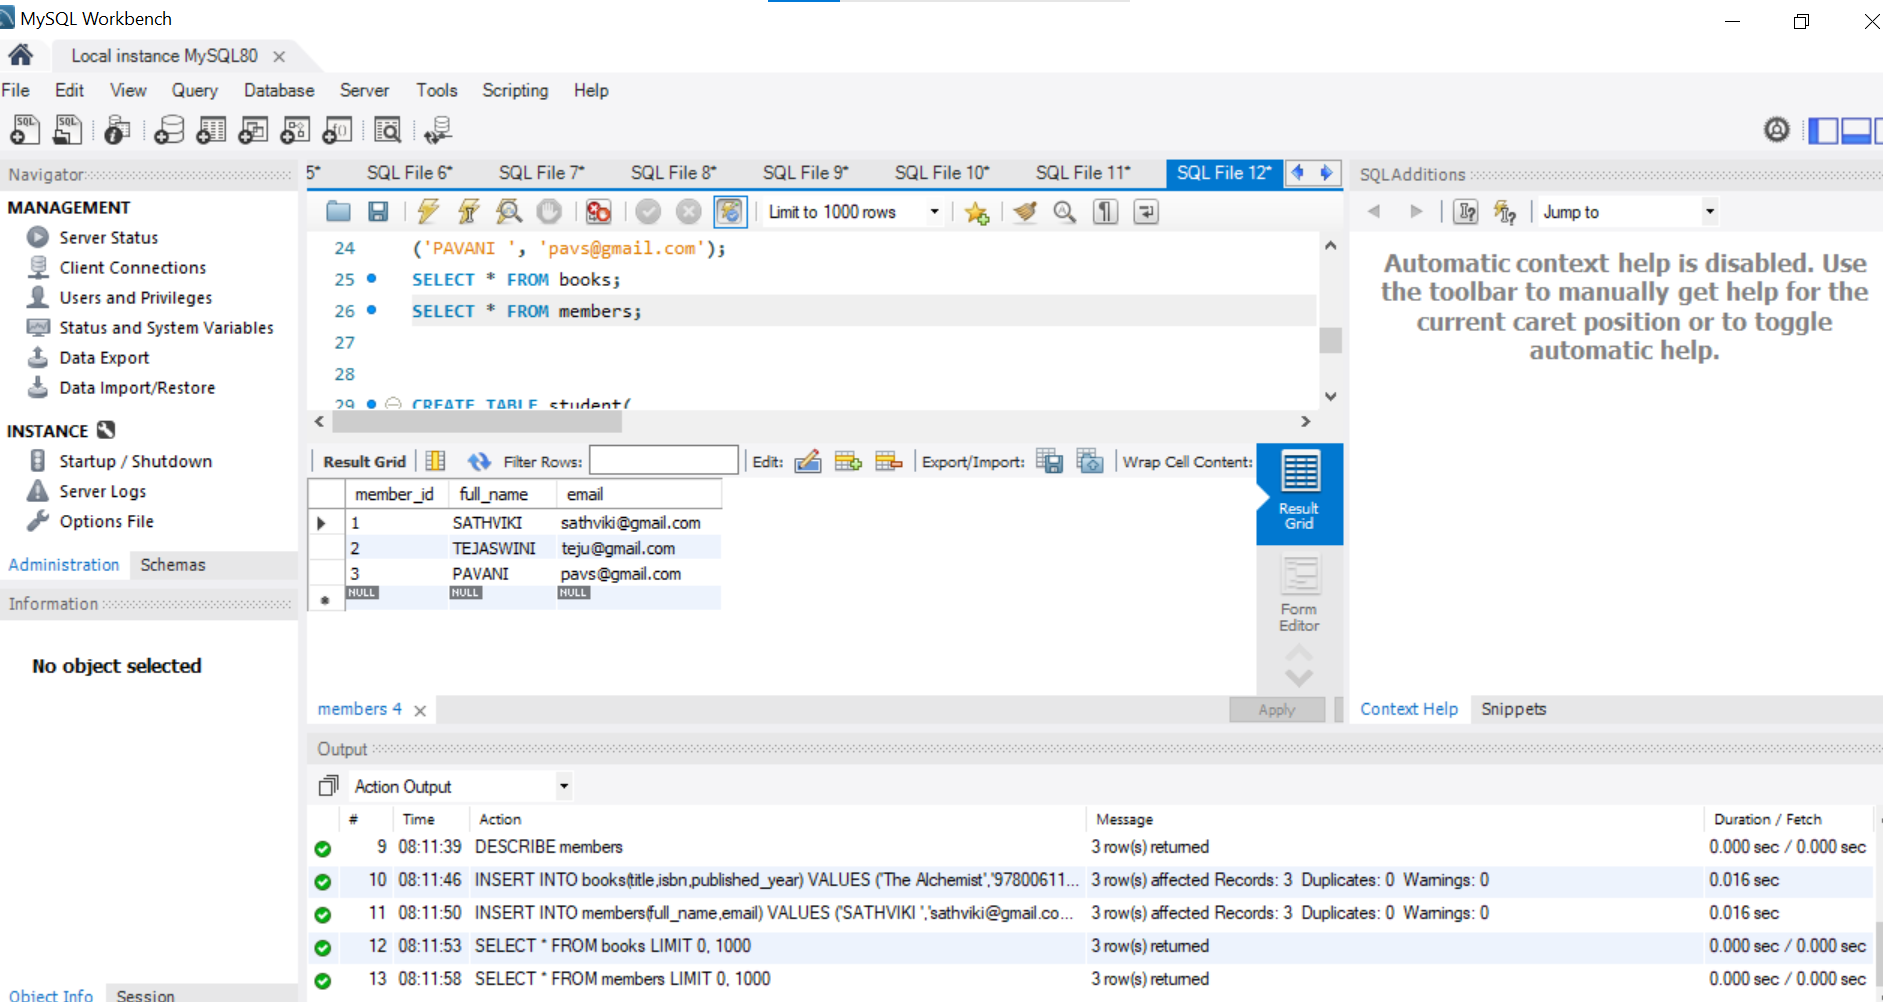 MySQL Workbench
Local instance MySQL80
File Edit View Query Database Server Tools Scripting Help
Navigator
MANAGEMENT
Server Status
Client Connections
Users and Privileges
Status and System Variables
Data Export
Data Import/Restore
INSTANCE
Startup / Shutdown
Server Logs
Options File
Administration Schemas
Information
No object selected
Object Info Session
5* SQL File 6* SQL File 7* SQL File 8* SQL File 9* SQL File 10* SQL File 11* SQL File 12*
Limit to 1000 rows
24 ('PAVANI ', 'pavs@gmail.com');
25 SELECT * FROM books;
26 SELECT * FROM members;
27
28
29 CREATE TABLE student(
Result Grid Filter Rows: Edit: Export/Import: Wrap Cell Content:
member_id full_name email
1 SATHVIKI sathviki@gmail.com
2 TEJASWINI teju@gmail.com
3 PAVANI pavs@gmail.com
NULL NULL NULL
Result Grid
Form Editor
members 4
Apply
SQLAdditions
Jump to
Automatic context help is disabled. Use
the toolbar to manually get help for the
current caret position or to toggle
automatic help.
Context Help Snippets
Output
Action Output
# Time Action Message Duration / Fetch
9 08:11:39 DESCRIBE members 3 row(s) returned 0.000 sec / 0.000 sec
10 08:11:46 INSERT INTO books(title,isbn,published_year) VALUES ('The Alchemist','97800611... 3 row(s) affected Records: 3 Duplicates: 0 Warnings: 0 0.016 sec
11 08:11:50 INSERT INTO members(full_name,email) VALUES ('SATHVIKI ','sathviki@gmail.co... 3 row(s) affected Records: 3 Duplicates: 0 Warnings: 0 0.016 sec
12 08:11:53 SELECT * FROM books LIMIT 0, 1000 3 row(s) returned 0.000 sec / 0.000 sec
13 08:11:58 SELECT * FROM members LIMIT 0, 1000 3 row(s) returned 0.000 sec / 0.000 sec